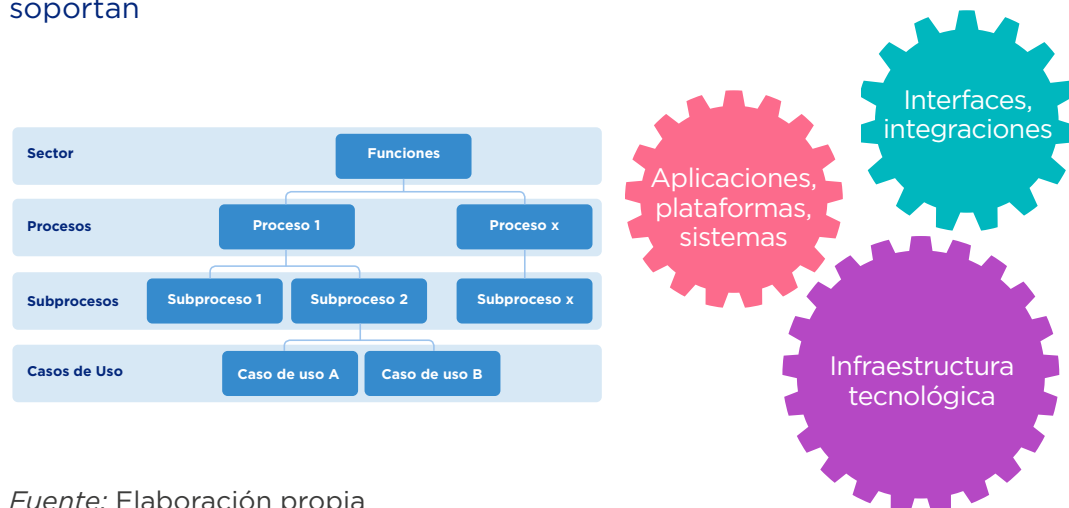 soportan
Sector
Funciones
Procesos
Proceso 1
Proceso x
Subprocesos
Subproceso 1
Subproceso 2
Subproceso x
Casos de Uso
Caso de uso A
Caso de uso B
Aplicaciones,
plataformas,
sistemas
Interfaces,
integraciones
Infraestructura
tecnológica
Fuente: Elaboración propia